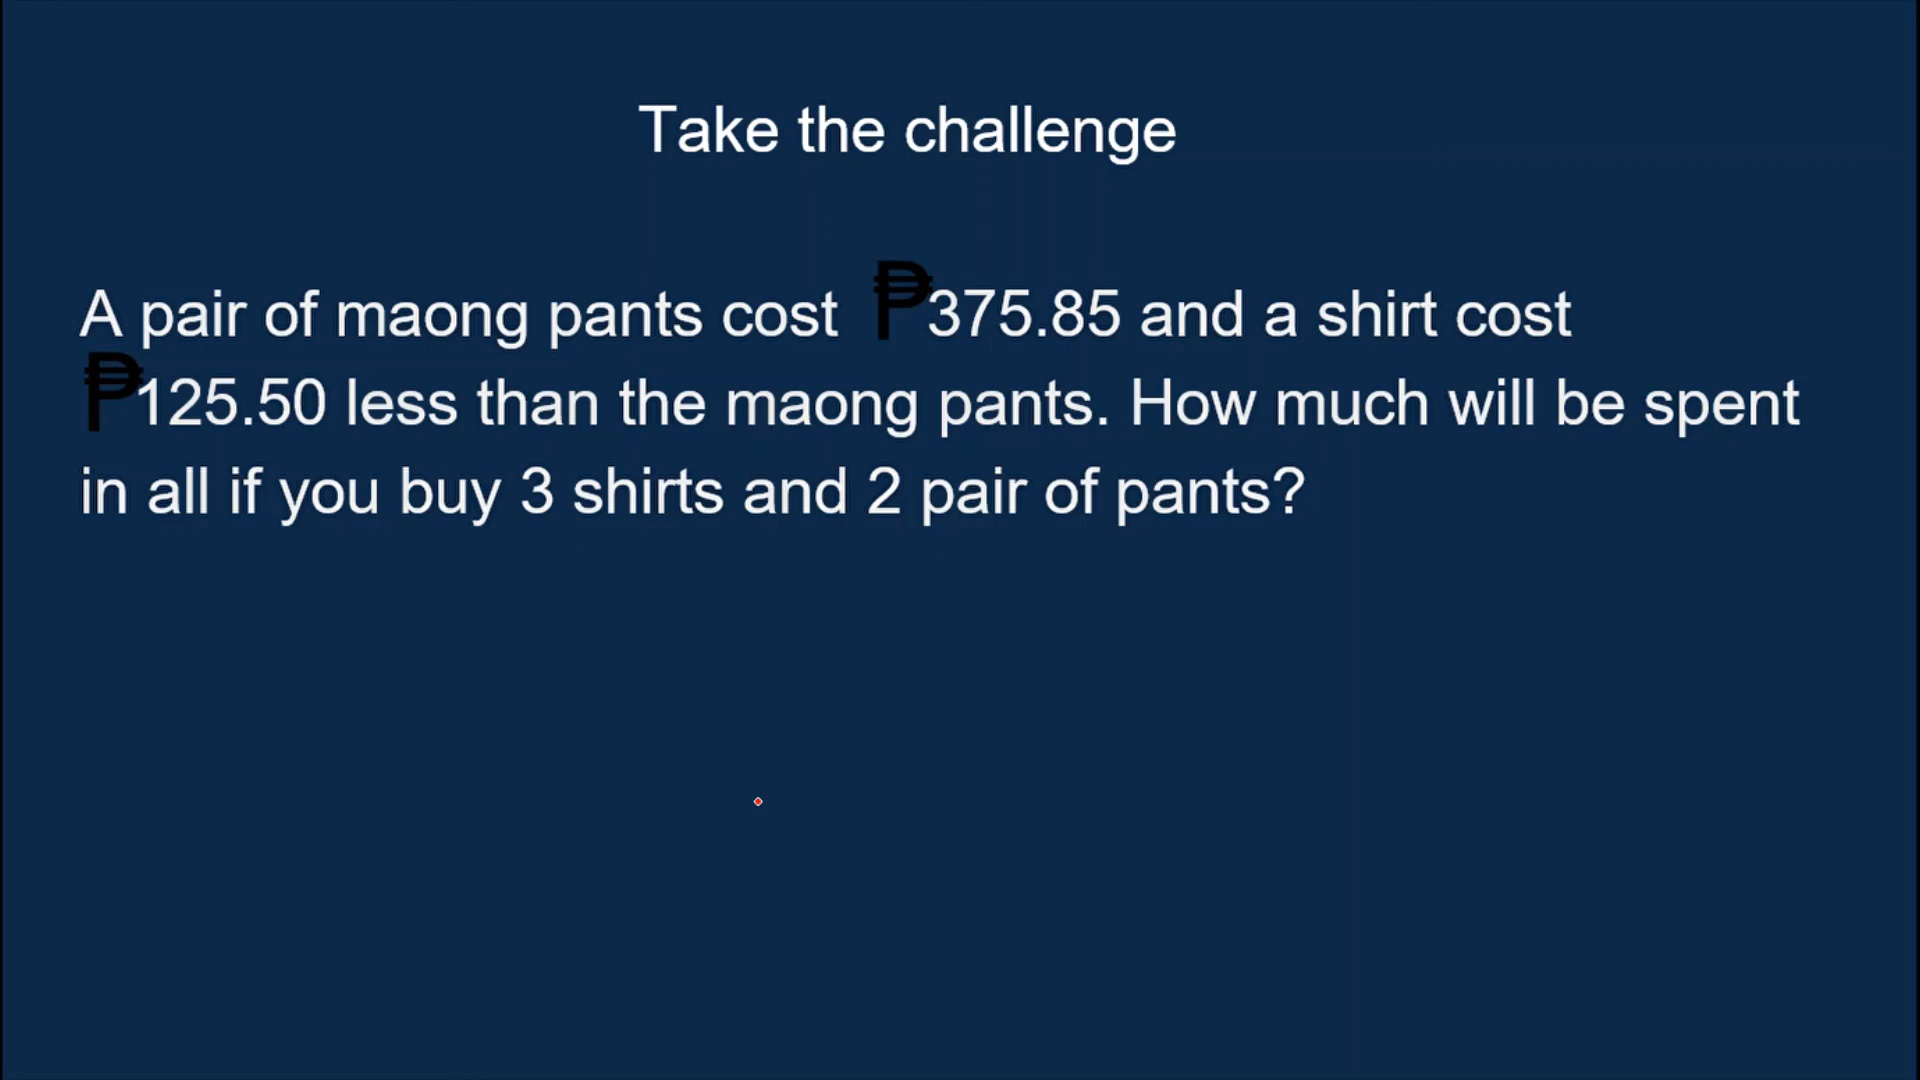 Take the challenge
A pair of maong pants cost ₱375.85 and a shirt cost
₱125.50 less than the maong pants. How much will be spent
in all if you buy 3 shirts and 2 pair of pants?